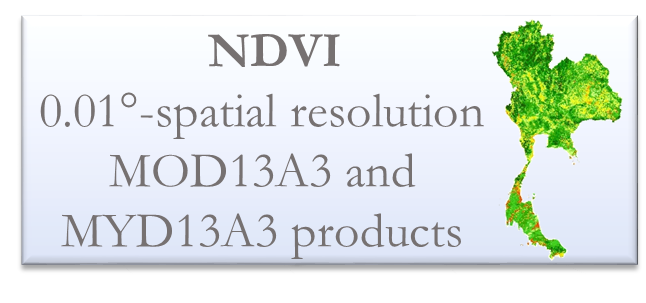 NDVI
0.01°-spatial resolution
MOD13A3 and
MYD13A3 products